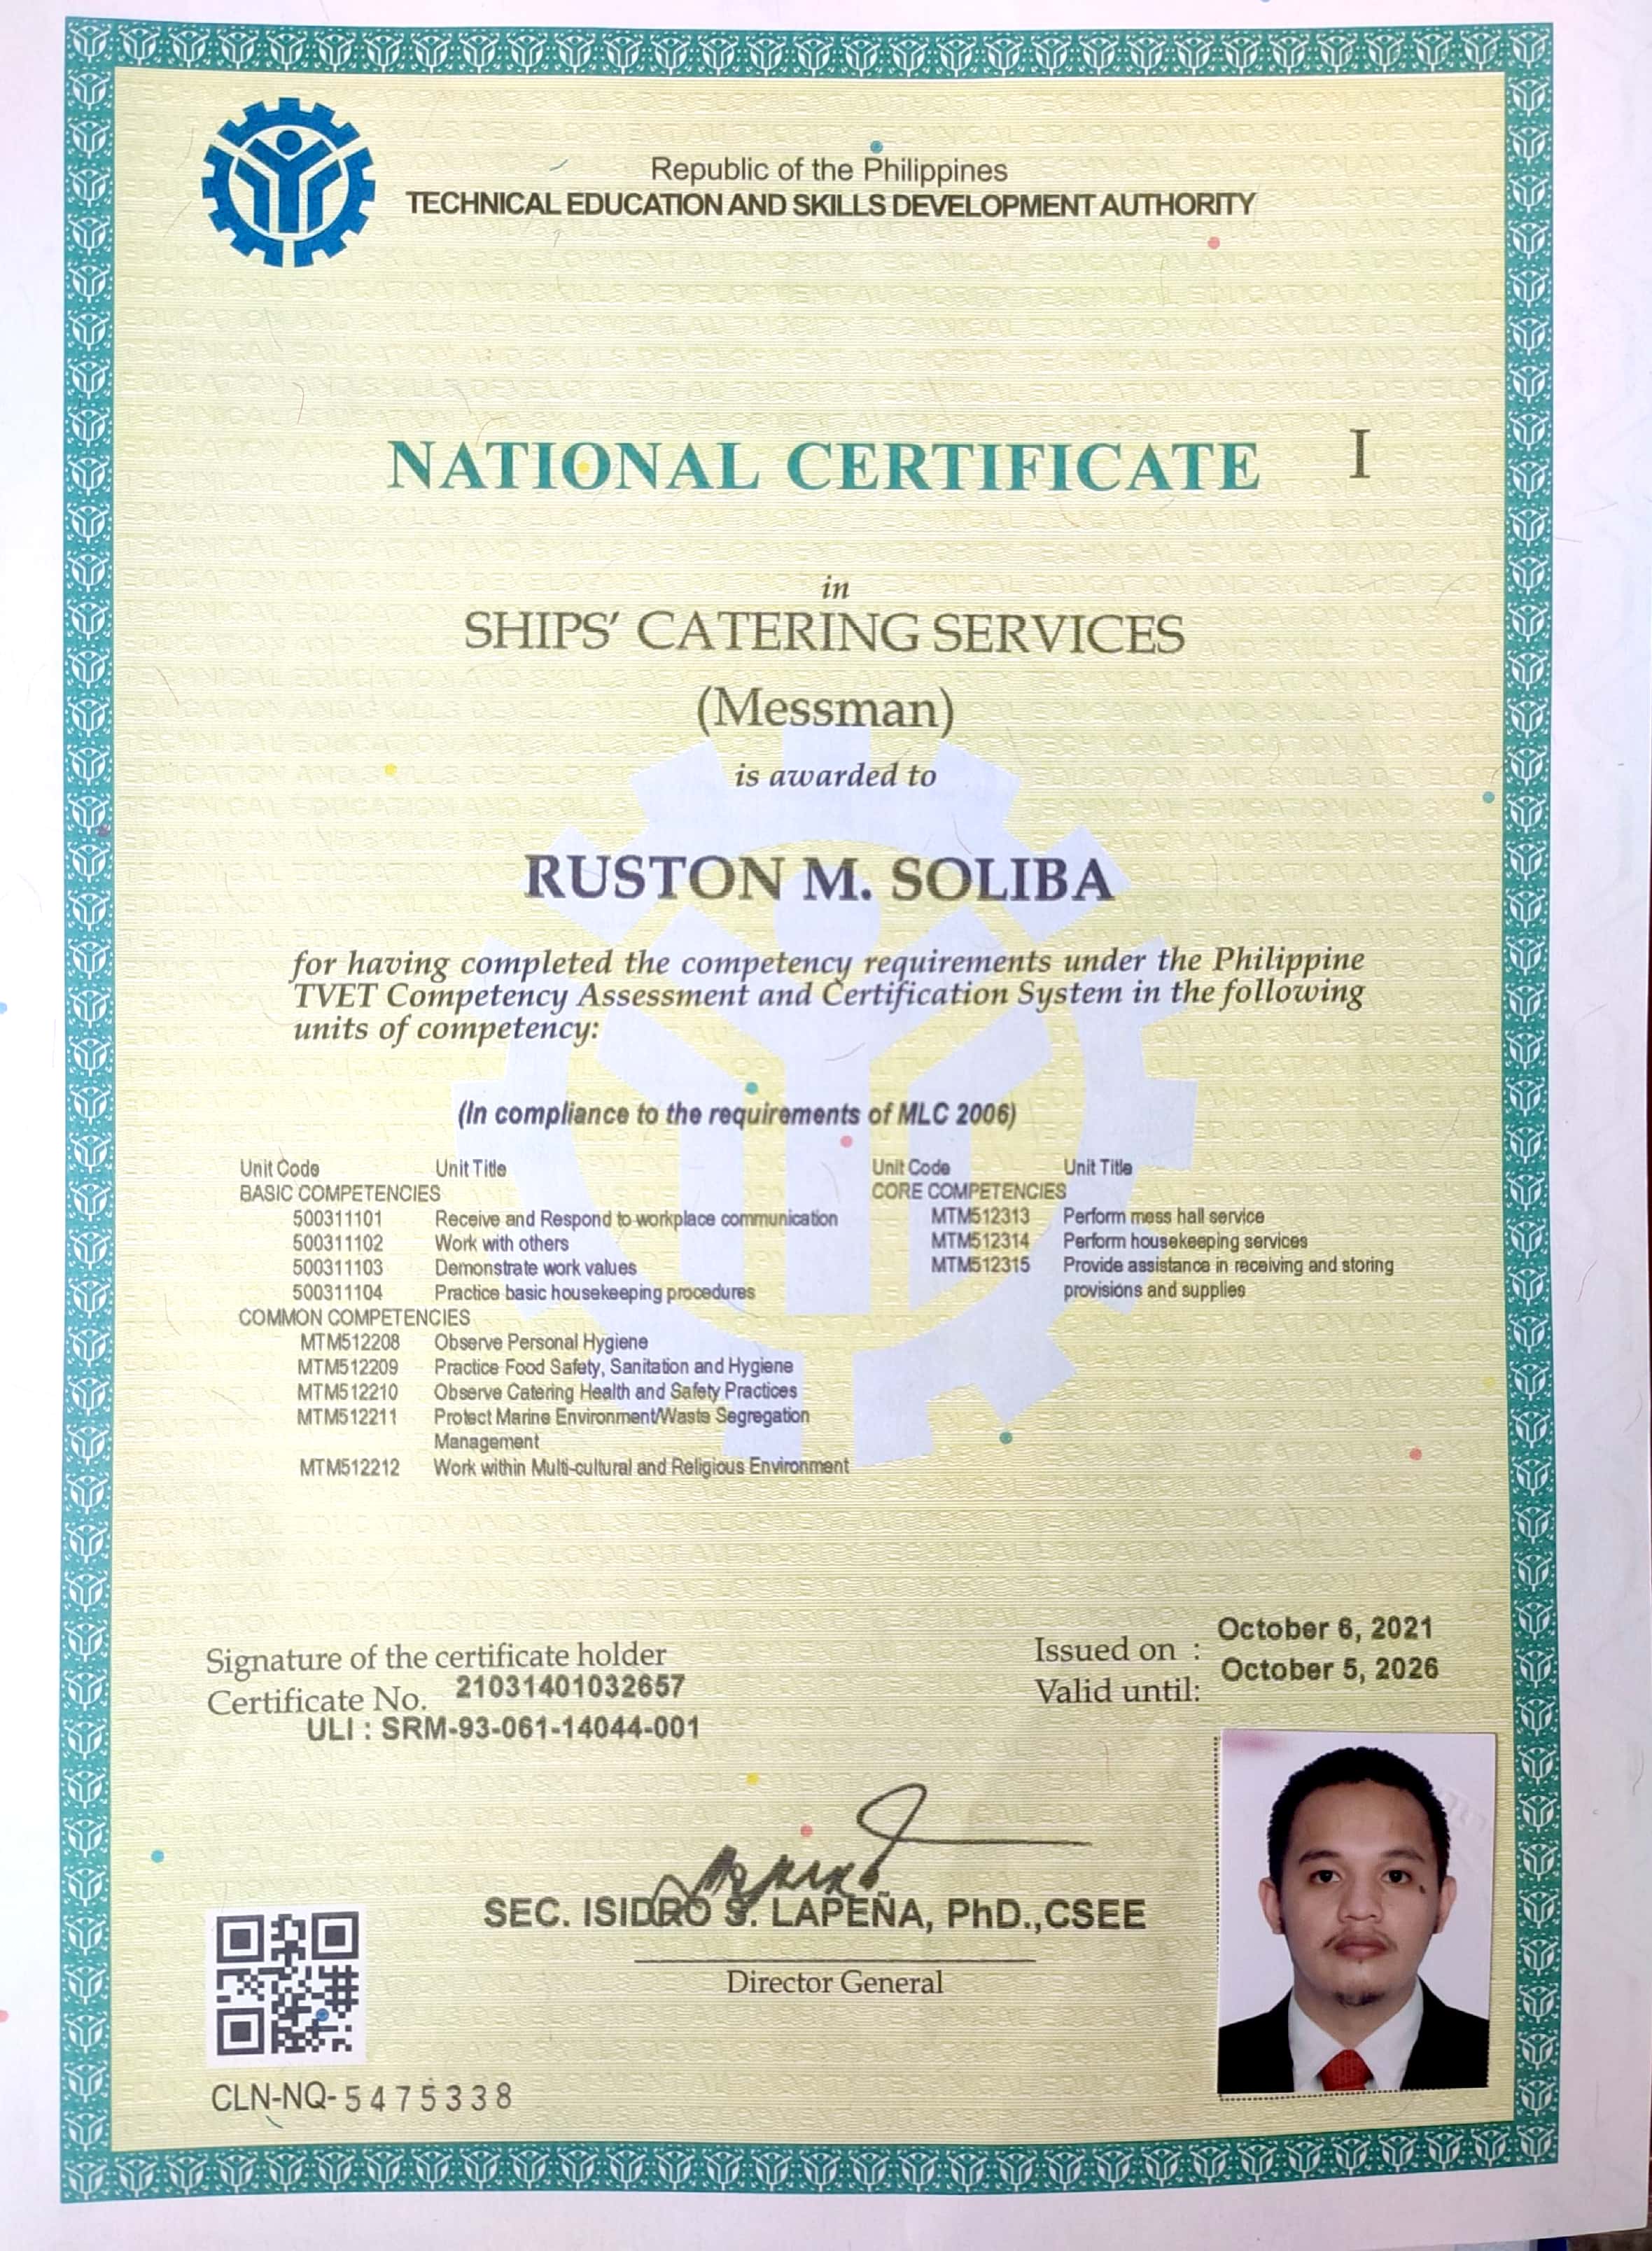 Republic of the Philippines
TECHNICAL EDUCATION AND SKILLS DEVELOPMENT AUTHORITY
NATIONAL CERTIFICATE I
in
SHIPS' CATERING SERVICES
(Messman)
is awarded to
RUSTON M. SOLIBA
for having completed the competency requirements under the Philippine
TVET Competency Assessment and Certification System in the following
units of competency:
(In compliance to the requirements of MLC 2006)
Unit Code Unit Title
BASIC COMPETENCIES
500311101 Receive and Respond to workplace communication
500311102 Work with others
500311103 Demonstrate work values
500311104 Practice basic housekeeping procedures
COMMON COMPETENCIES
MTM512208 Observe Personal Hygiene
MTM512209 Practice Food Safety, Sanitation and Hygiene
MTM512210 Observe Catering Health and Safety Practices
MTM512211 Protect Marine Environment/Waste Segregation
Management
MTM512212 Work within Multi-cultural and Religious Environment
Unit Code Unit Title
CORE COMPETENCIES
MTM512313 Perform mess hall service
MTM512314 Perform housekeeping services
MTM512315 Provide assistance in receiving and storing
provisions and supplies
Signature of the certificate holder
Certificate No. 21031401032657
ULI : SRM-93-061-14044-001
Issued on : October 6, 2021
Valid until: October 5, 2026
SEC. ISIDRO S. LAPEÑA, PhD.,CSEE
Director General
CLN-NQ-5475338